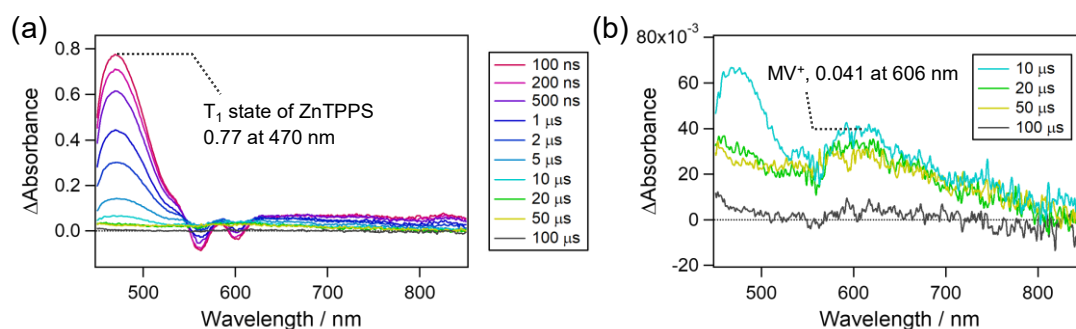 (a)
ΔAbsorbance
0.8
0.6
0.4
0.2
0.0
T₁ state of ZnTPPS
0.77 at 470 nm
500
600
700
800
Wavelength / nm
100 ns
200 ns
500 ns
1 μs
2 μs
5 μs
10 μs
20 μs
50 μs
100 μs
(b)
ΔAbsorbance
80x10⁻³
60
40
20
0
-20
MV⁺, 0.041 at 606 nm
500
600
700
800
Wavelength / nm
10 μs
20 μs
50 μs
100 μs